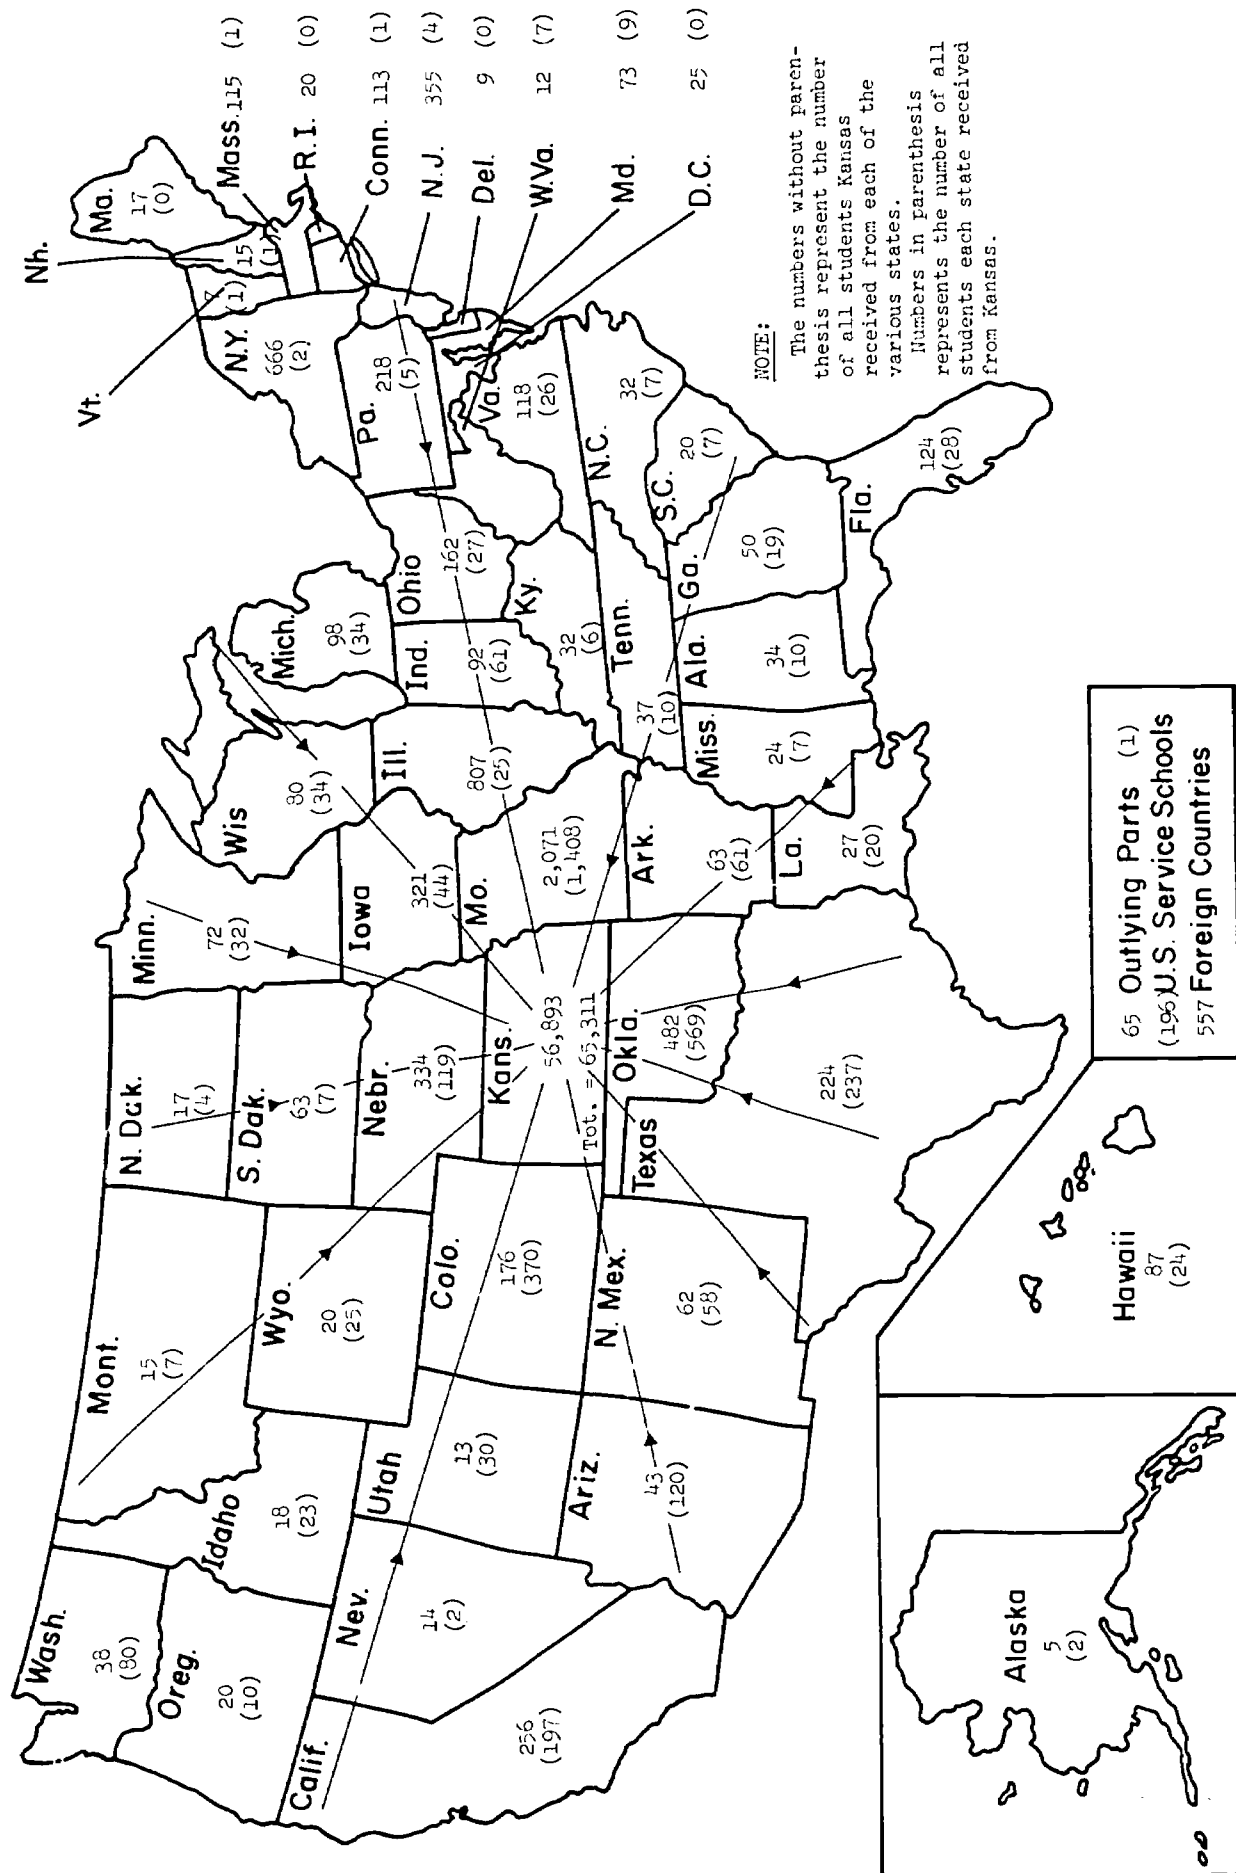 Wash.
38
(80)
Oreg.
20
(10)
Calif.
256
(197)
Nev.
14
(2)
Idaho
18
(23)
Utah
13
(30)
Ariz.
43
(120)
Mont.
15
(7)
Wyo.
20
(25)
Colo.
176
(370)
N. Mex.
62
(58)
N. Dak.
17
(4)
S. Dak.
63
(7)
Nebr.
334
(119)
Kans.
56,893
Tot. = 65,311
Okla.
482
(569)
Texas
224
(237)
Minn.
72
(32)
Iowa
321
(44)
Mo.
2,071
(1,408)
Ark.
63
(61)
La.
27
(20)
Wis
80
(34)
Ill.
807
(25)
Mich.
98
(34)
Ind.
92
(61)
Ohio
162
(27)
Ky.
32
(6)
Tenn.
37
(10)
Miss.
24
(7)
Ala.
34
(10)
Ga.
50
(19)
Fla.
124
(28)
S.C.
20
(7)
N.C.
32
(7)
Va.
118
(26)
Pa.
218
(5)
N.Y.
666
(2)
Vt.
(1)
Nh.
15
(1)
Ma.
17
(0)
Mass. 115 (1)
R.I. 20 (0)
Conn. 113 (1)
N.J. 355 (4)
Del. 9 (0)
W.Va. 12 (7)
Md. 73 (9)
D.C. 25 (0)
NOTE:
The numbers without paren-
thesis represent the number
of all students Kansas
received from each of the
various states.
Numbers in parenthesis
represents the number of all
students each state received
from Kansas.
Alaska
5
(2)
Hawaii
87
(24)
65 Outlying Parts (1)
(196)U.S. Service Schools
557 Foreign Countries